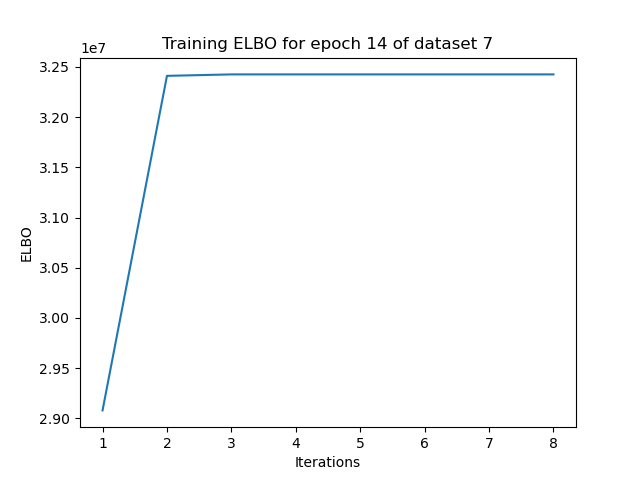 Training ELBO for epoch 14 of dataset 7
1e7
3.25
3.20
3.15
3.10
3.05
3.00
2.95
2.90
ELBO
1 2 3 4 5 6 7 8
Iterations